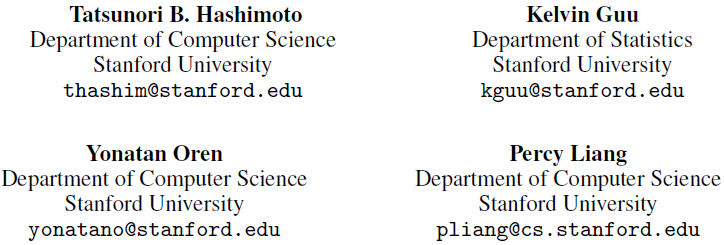 Tatsunori B. Hashimoto
Department of Computer Science
Stanford University
thashim@stanford.edu
Kelvin Guu
Department of Statistics
Stanford University
kguu@stanford.edu
Yonatan Oren
Department of Computer Science
Stanford University
yonatano@stanford.edu
Percy Liang
Department of Computer Science
Stanford University
pliang@cs.stanford.edu